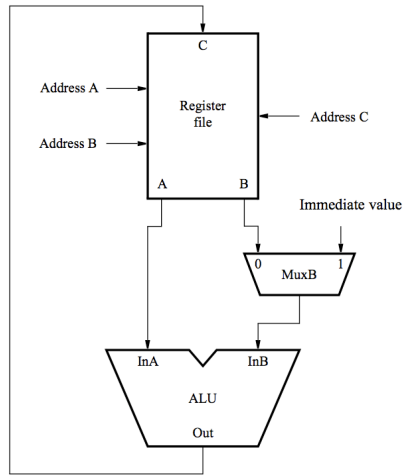 C
Address A
Register
file
Address C
Address B
A
B
Immediate value
0
1
MuxB
InA
InB
ALU
Out